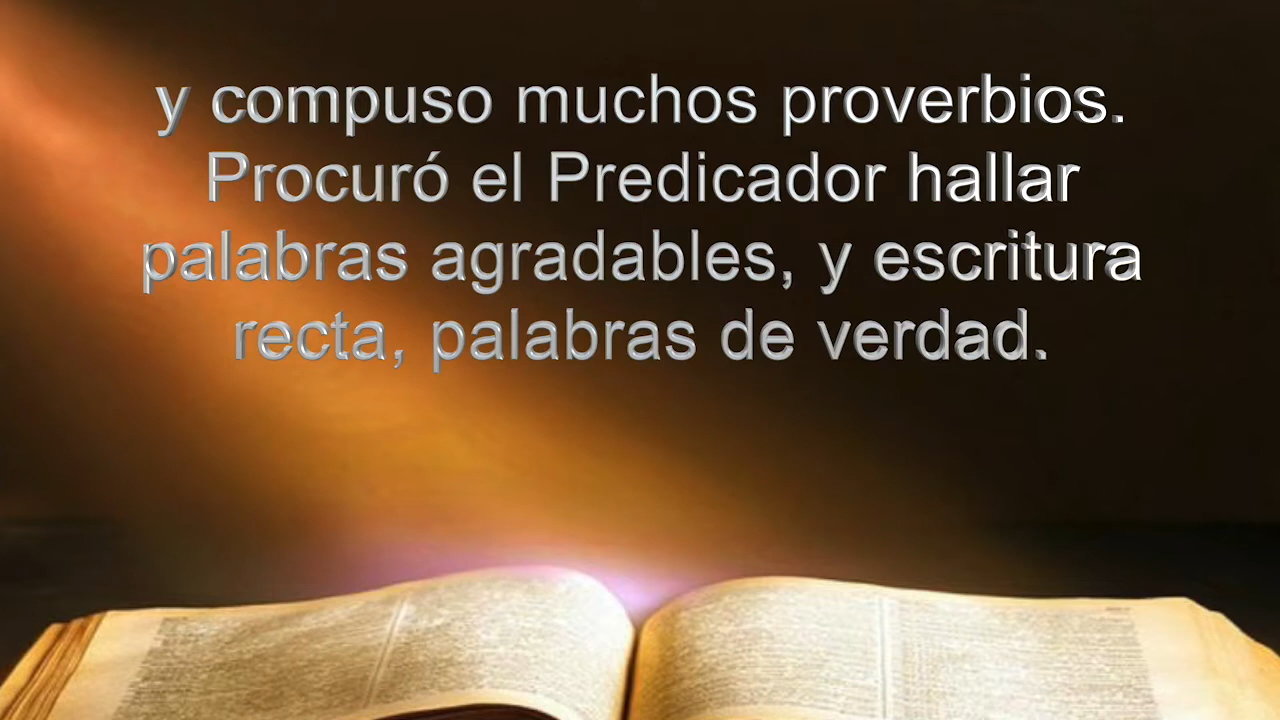 y compuso muchos proverbios.
Procuró el Predicador hallar
palabras agradables, y escritura
recta, palabras de verdad.